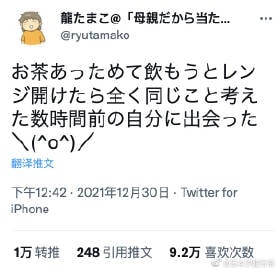 龍たまこ@「母親だから当た...
@ryutamako
お茶あっためて飲もうとレン
ジ開けたら全く同じこと考え
た数時間前の自分に出会った
＼(^o^)／
翻译推文
下午12:42 · 2021年12月30日 · Twitter for
iPhone
1万 转推 248 引用推文 9.2万 喜欢次数